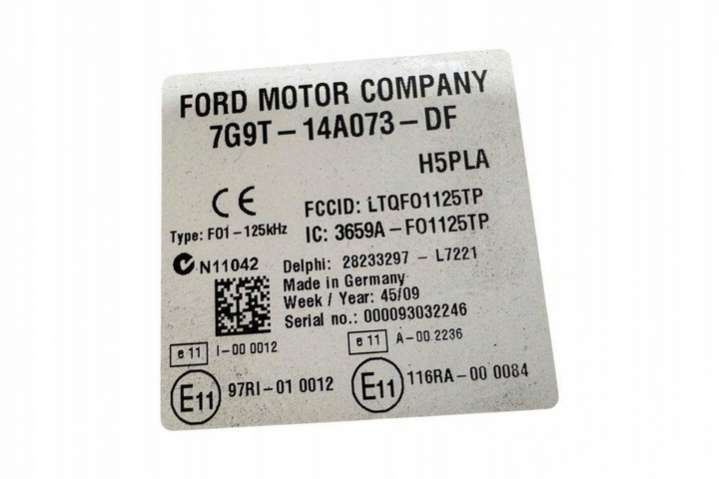 FORD MOTOR COMPANY
7G9T-14A073-DF
H5PLA
CE
FCCID: LTQFO1125TP
Type: F01-125kHz
IC: 3659A-FO1125TP
N11042
Delphi: 28233297 - L7221
Made in Germany
Week / Year: 45/09
Serial no.: 000093032246
e 11 I-00 0012
e 11 A-00 2236
E11 97RI-01 0012
E11 116RA-00 0084